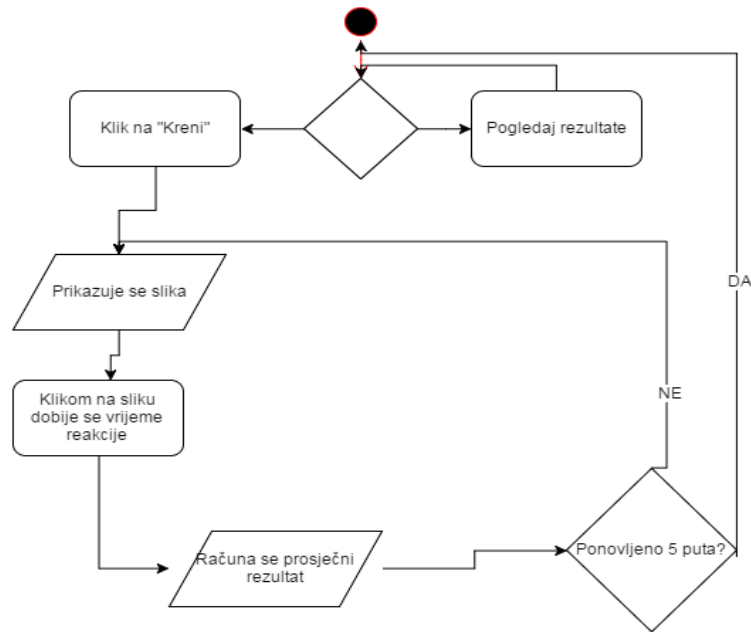 Klik na "Kreni"
Pogledaj rezultate
Prikazuje se slika
DA
Klikom na sliku
dobije se vrijeme
reakcije
NE
Računa se prosječni
rezultat
Ponovljeno 5 puta?